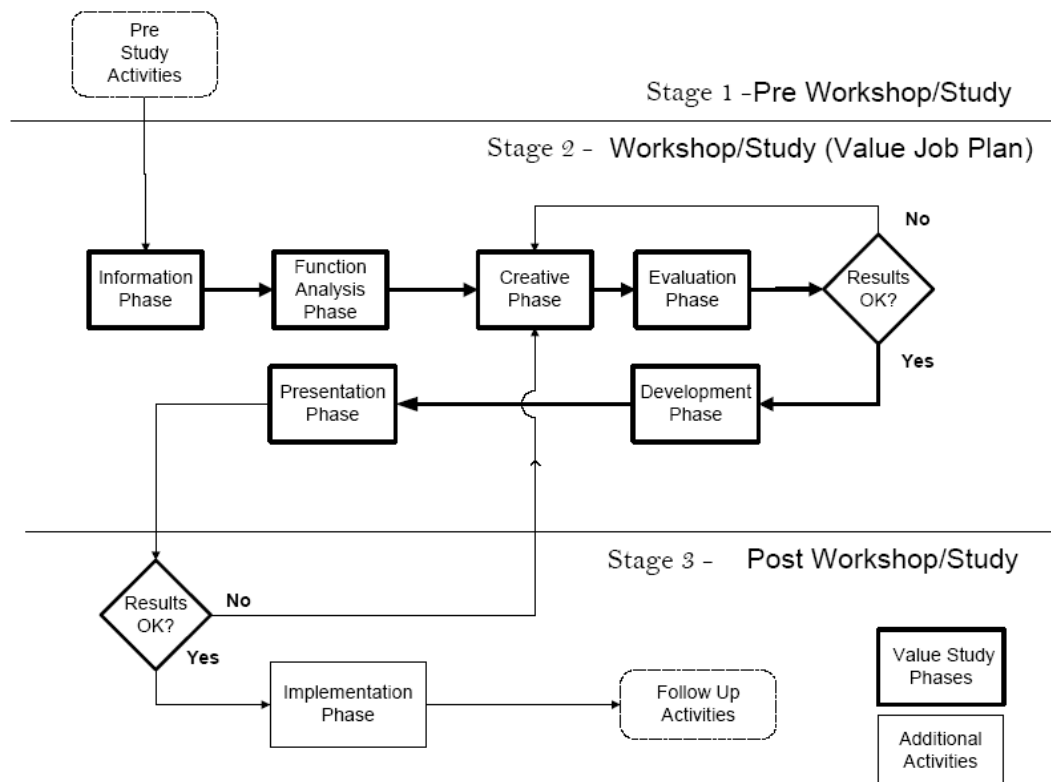 Pre
Study
Activities
Stage 1 -Pre Workshop/Study
Stage 2 - Workshop/Study (Value Job Plan)
No
Information
Phase
Function
Analysis
Phase
Creative
Phase
Evaluation
Phase
Results
OK?
Yes
Presentation
Phase
Development
Phase
Stage 3 - Post Workshop/Study
Results
OK?
No
Yes
Implementation
Phase
Follow Up
Activities
Value Study
Phases
Additional
Activities